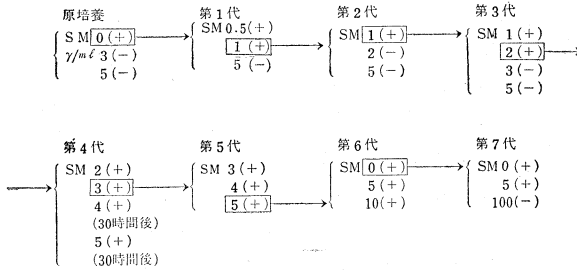 原培養
SM 0(+)
γ/mℓ 3(−)
5(−)
第1代
SM 0.5(+)
1(+)
5(−)
第2代
SM 1(+)
2(−)
5(−)
第3代
SM 1(+)
2(+)
3(−)
5(−)
第4代
SM 2(+)
3(+)
4(+)
(30時間後)
5(+)
(30時間後)
第5代
SM 3(+)
4(+)
5(+)
第6代
SM 0(+)
5(+)
10(+)
第7代
SM 0(+)
5(+)
100(−)